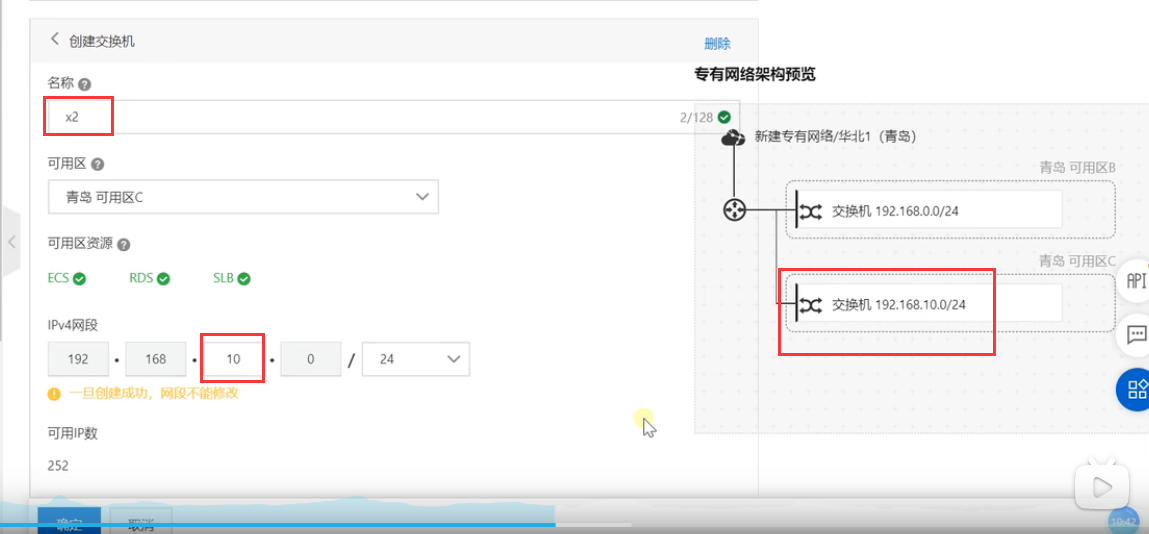 创建交换机
删除
名称
x2
2/128
可用区
青岛 可用区C
可用区资源
ECS
RDS
SLB
IPv4网段
192 · 168 · 10 · 0 / 24
一旦创建成功，网段不能修改
可用IP数
252
确定
取消
专有网络架构预览
新建专有网络/华北1（青岛）
青岛 可用区B
交换机 192.168.0.0/24
青岛 可用区C
交换机 192.168.10.0/24
API
10:42